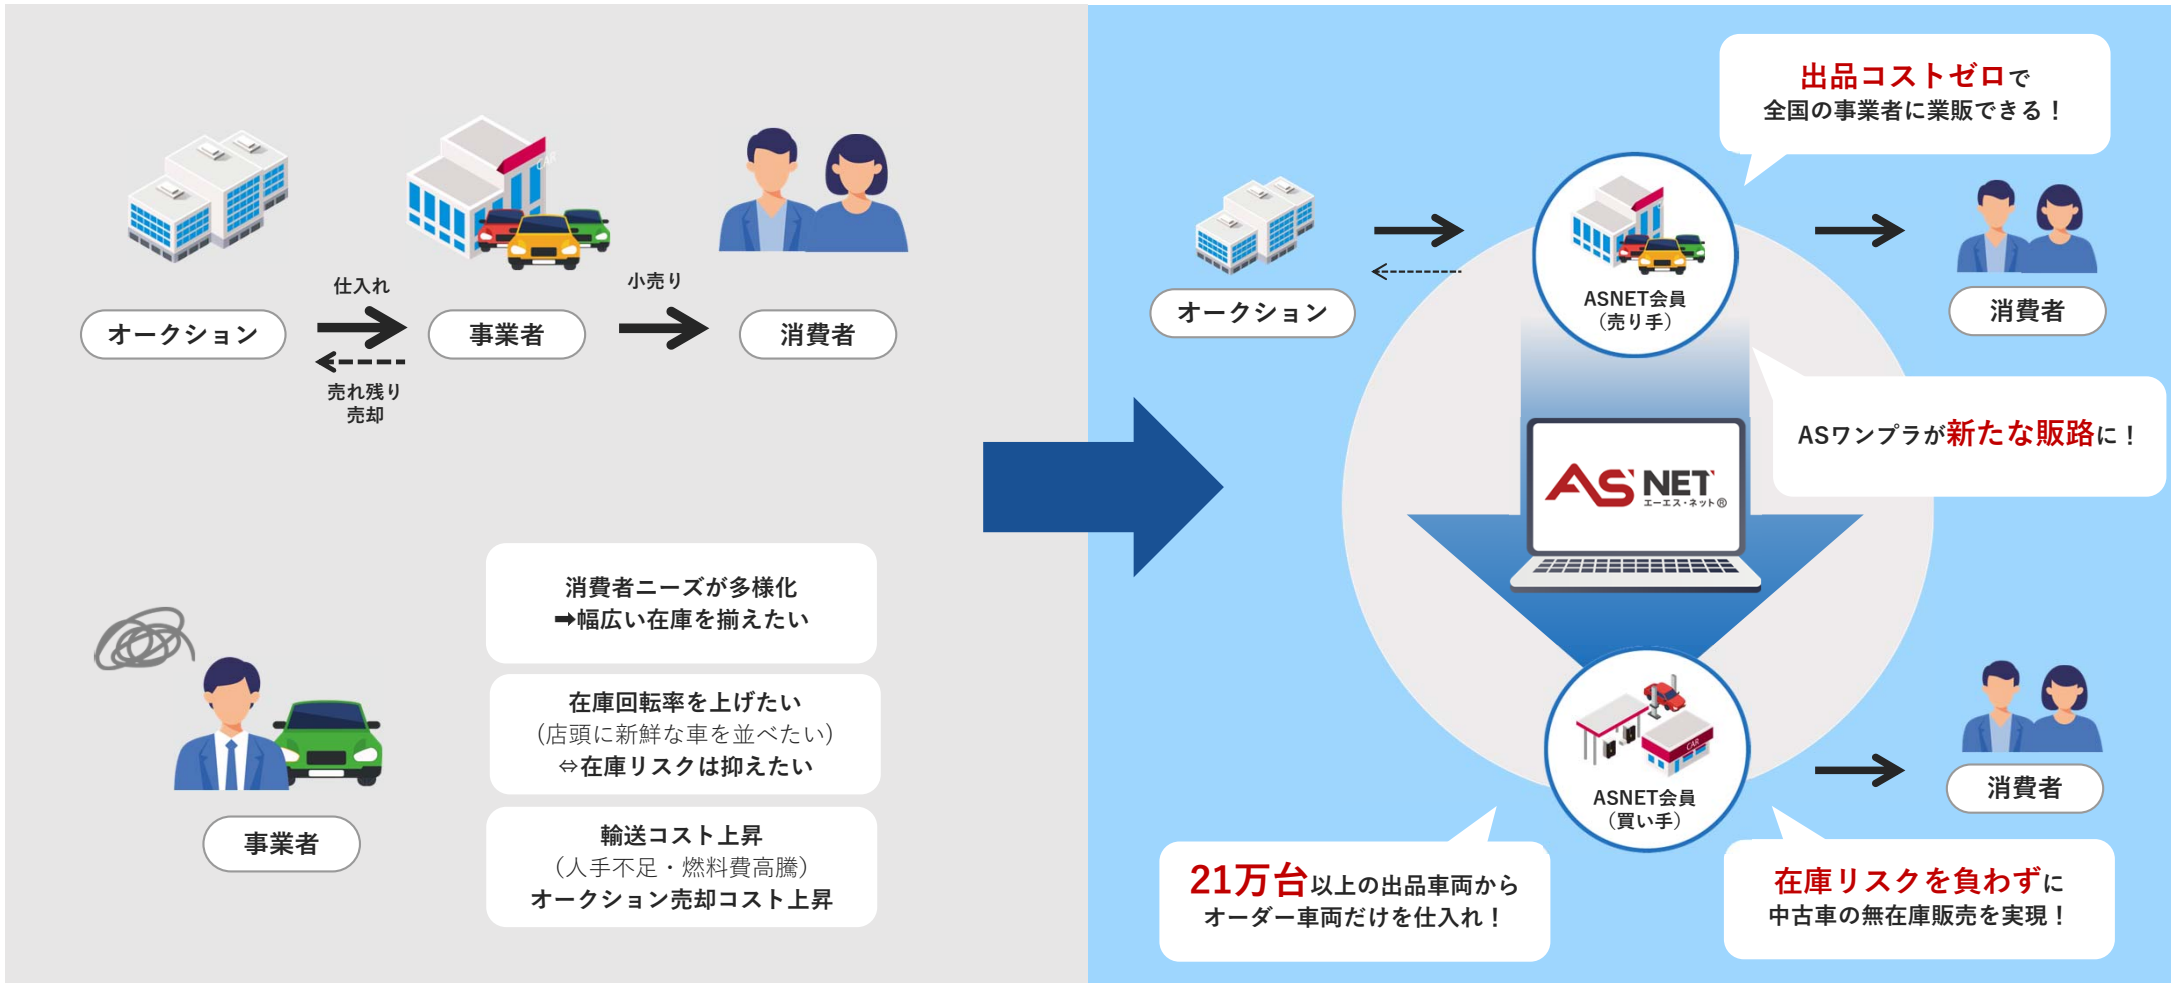 仕入れ
小売り
オークション
事業者
消費者
売れ残り
売却
消費者ニーズが多様化
➡幅広い在庫を揃えたい
在庫回転率を上げたい
（店頭に新鮮な車を並べたい）
⇔在庫リスクは抑えたい
輸送コスト上昇
（人手不足・燃料費高騰）
オークション売却コスト上昇
事業者
出品コストゼロで
全国の事業者に業販できる！
オークション
CAR
ASNET会員
（売り手）
消費者
ASワンプラが新たな販路に！
AS NET
エーエス・ネット®
CAR
ASNET会員
（買い手）
消費者
21万台以上の出品車両から
オーダー車両だけを仕入れ！
在庫リスクを負わずに
中古車の無在庫販売を実現！